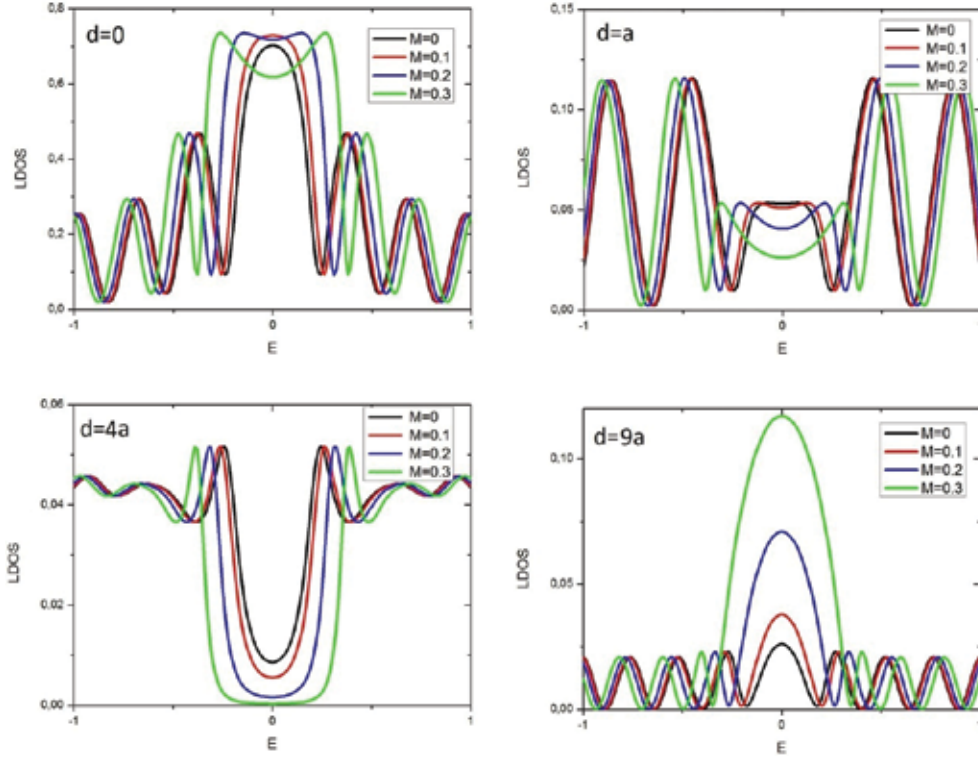 d=0
M=0
M=0.1
M=0.2
M=0.3
0,8
0,6
0,4
0,2
0,0
LDOS
-1
0
1
E
d=a
M=0
M=0.1
M=0.2
M=0.3
0,15
0,10
0,05
0,00
LDOS
-1
0
1
E
d=4a
M=0
M=0.1
M=0.2
M=0.3
0,06
0,04
0,02
0,00
LDOS
-1
0
1
E
d=9a
M=0
M=0.1
M=0.2
M=0.3
0,10
0,05
0,00
LDOS
-1
0
E